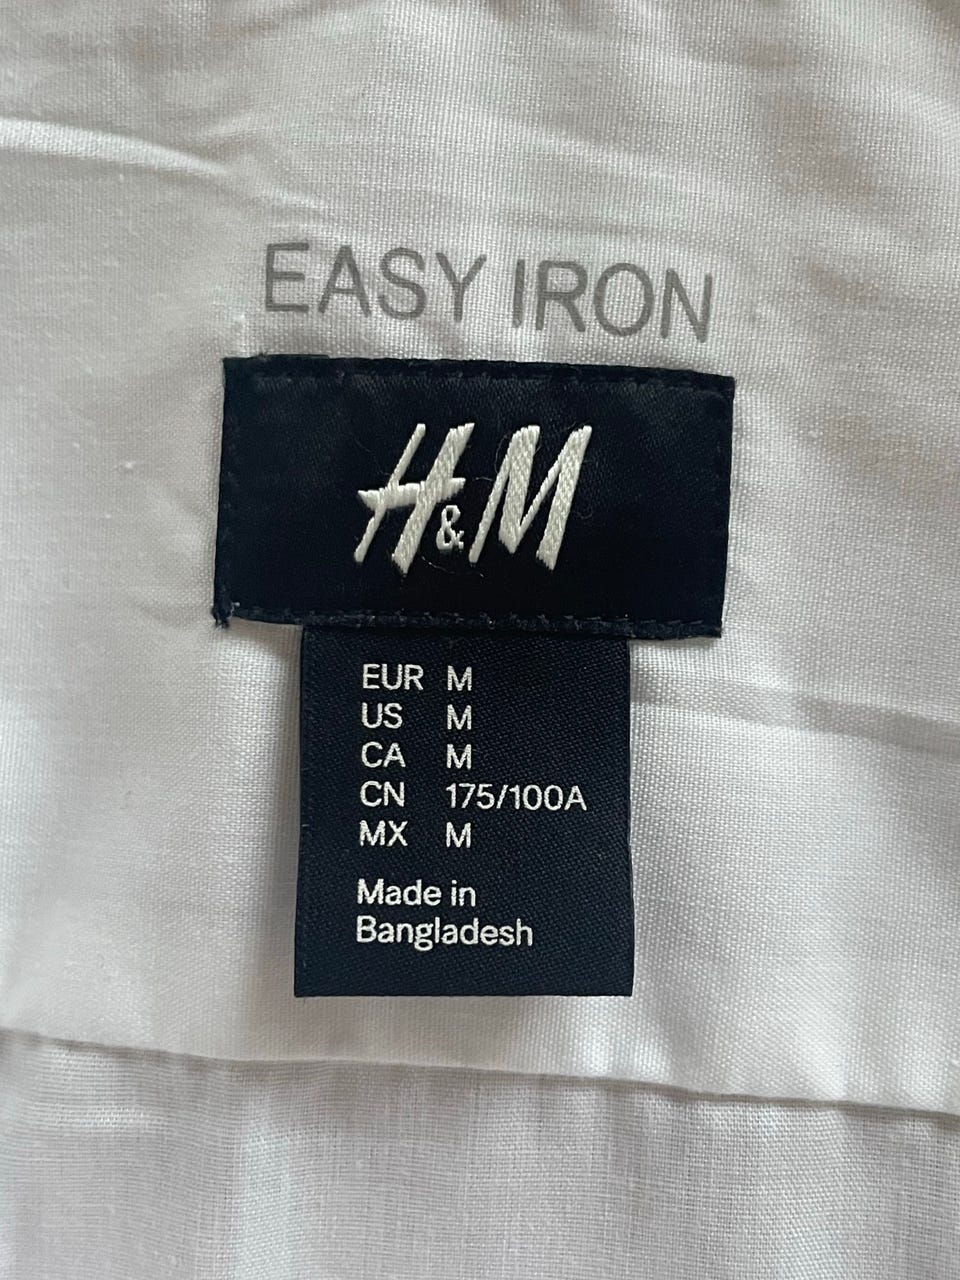 EASY IRON
H&M
EUR M
US M
CA M
CN 175/100A
MX M
Made in
Bangladesh